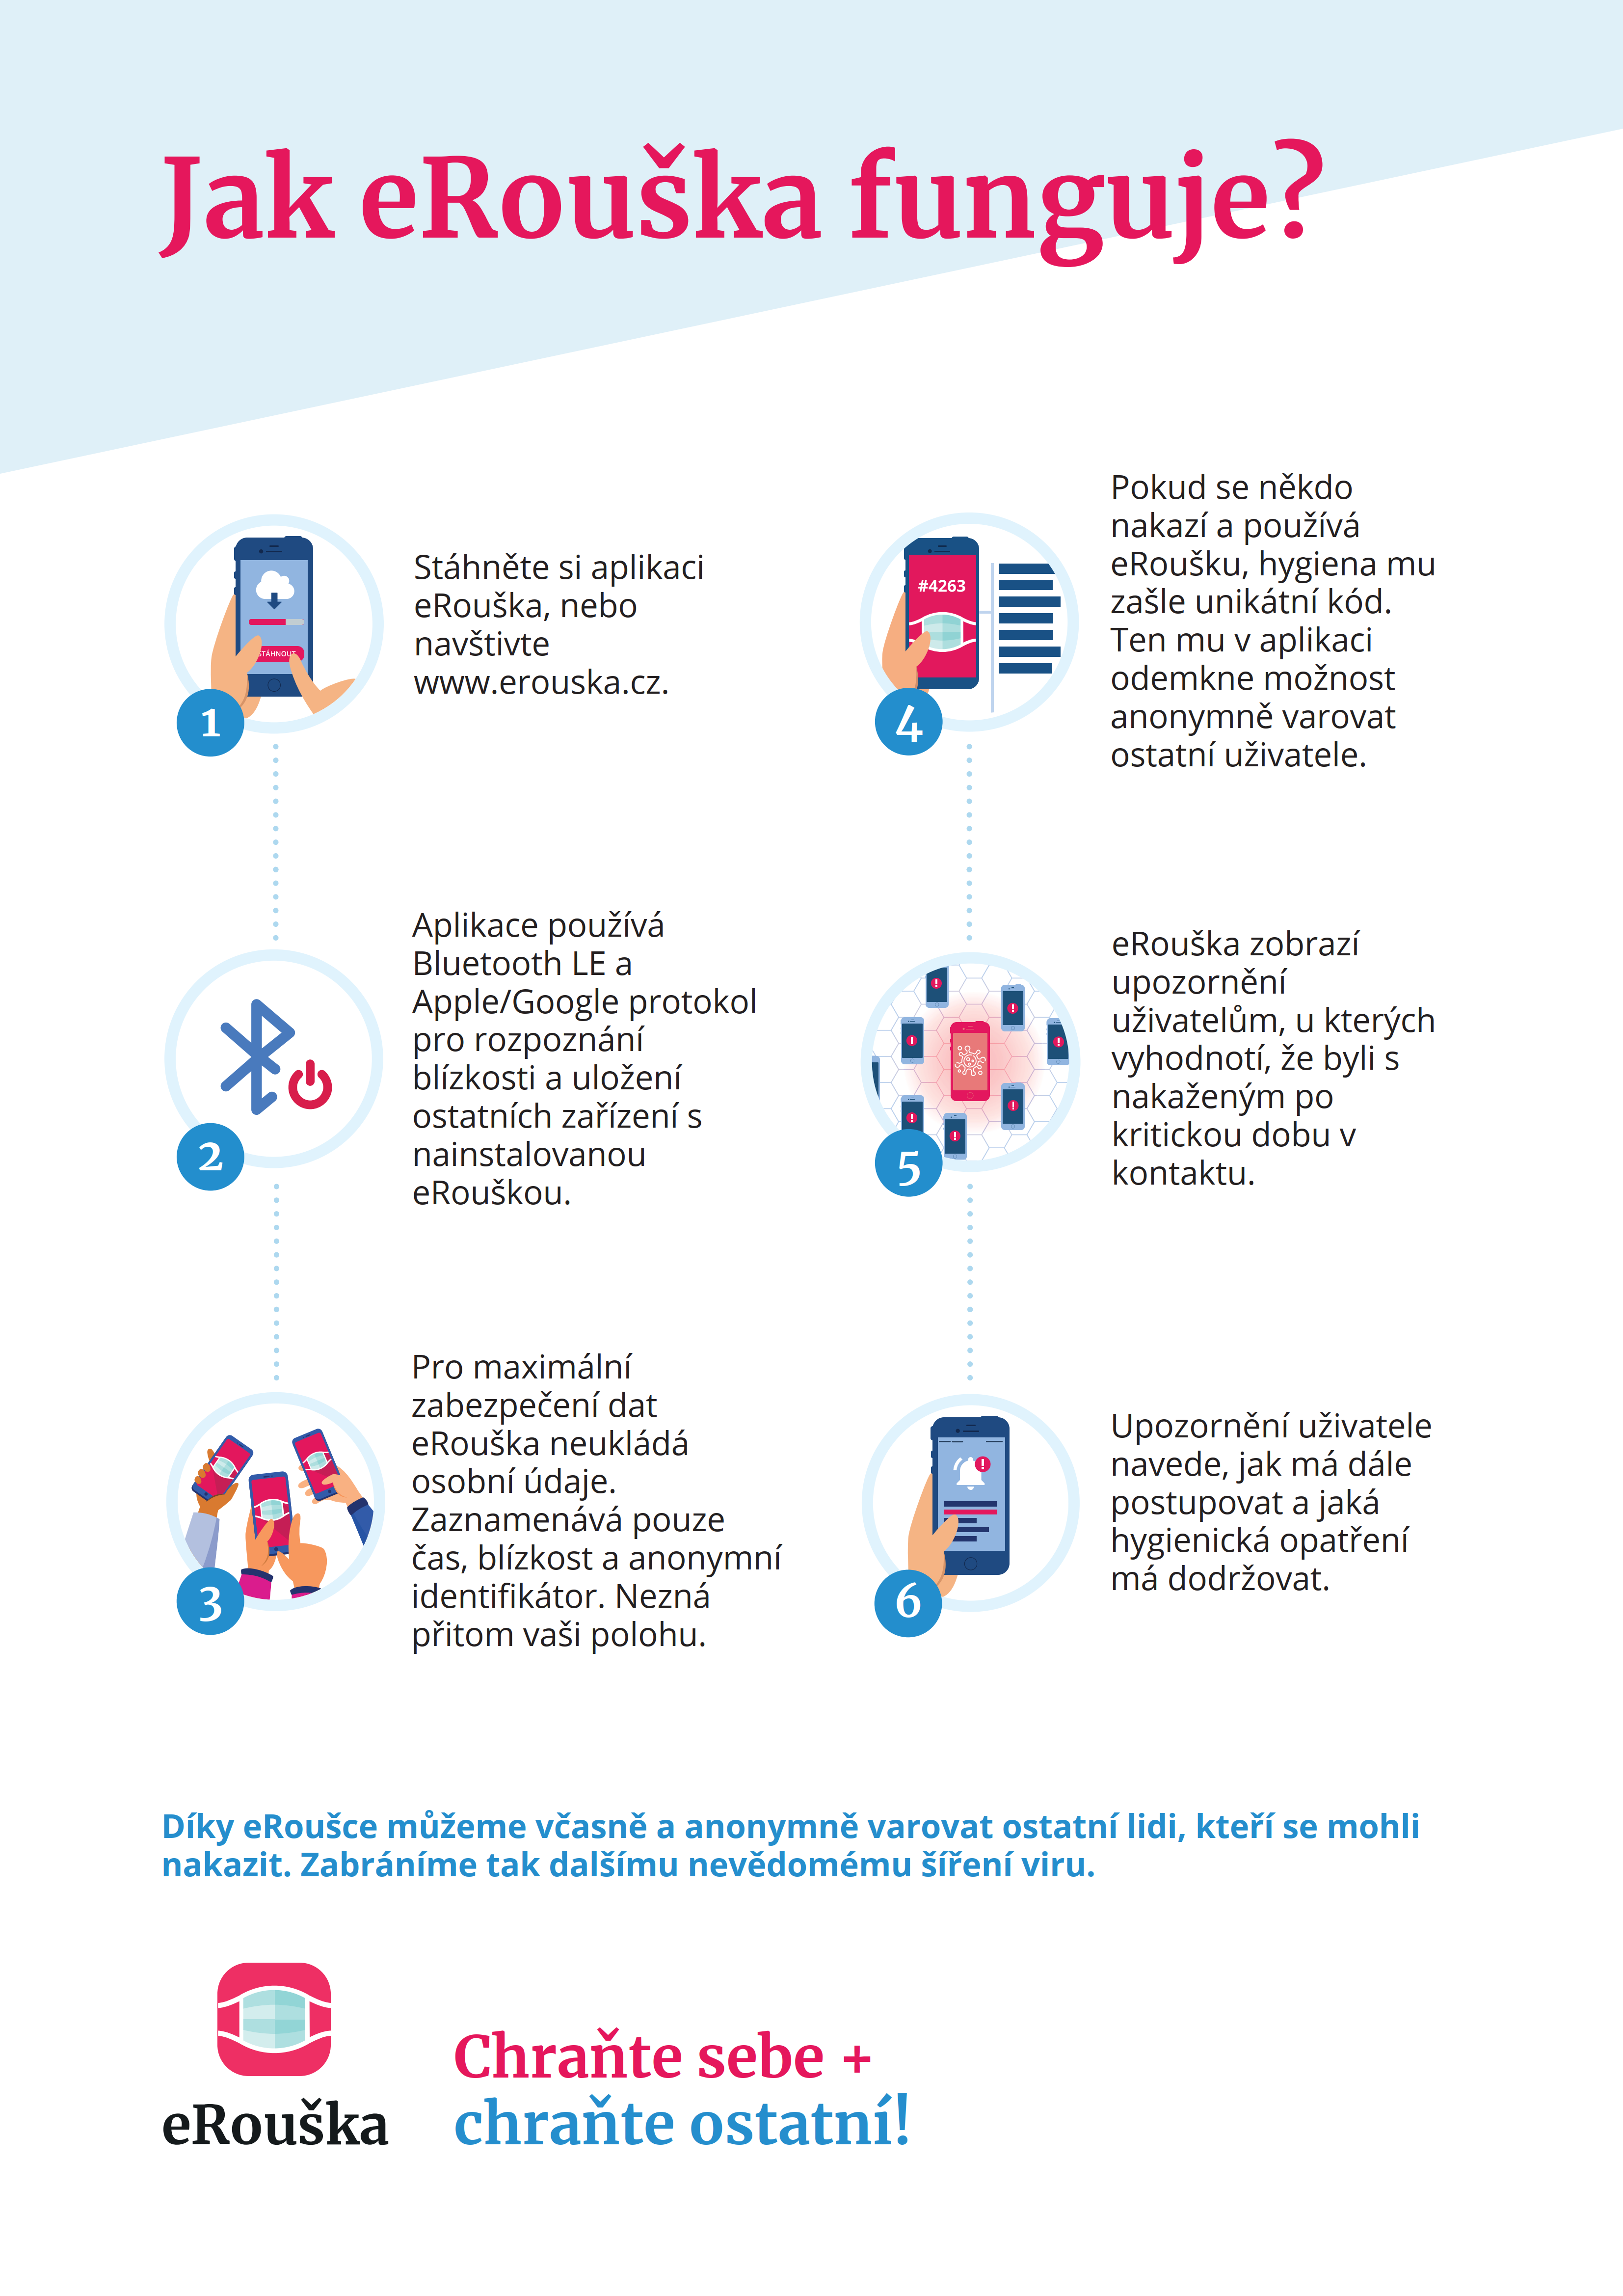 Jak eRouška funguje?
STÁHNOUT
1
Stáhněte si aplikaci
eRouška, nebo
navštivte
www.erouska.cz.
2
Aplikace používá
Bluetooth LE a
Apple/Google protokol
pro rozpoznání
blízkosti a uložení
ostatních zařízení s
nainstalovanou
eRouškou.
3
Pro maximální
zabezpečení dat
eRouška neukládá
osobní údaje.
Zaznamenává pouze
čas, blízkost a anonymní
identifikátor. Nezná
přitom vaši polohu.
#4263
4
Pokud se někdo
nakazí a používá
eRoušku, hygiena mu
zašle unikátní kód.
Ten mu v aplikaci
odemkne možnost
anonymně varovat
ostatní uživatele.
5
eRouška zobrazí
upozornění
uživatelům, u kterých
vyhodnotí, že byli s
nakaženým po
kritickou dobu v
kontaktu.
6
Upozornění uživatele
navede, jak má dále
postupovat a jaká
hygienická opatření
má dodržovat.
Díky eRoušce můžeme včasně a anonymně varovat ostatní lidi, kteří se mohli
nakazit. Zabráníme tak dalšímu nevědomému šíření viru.
eRouška
Chraňte sebe +
chraňte ostatní!